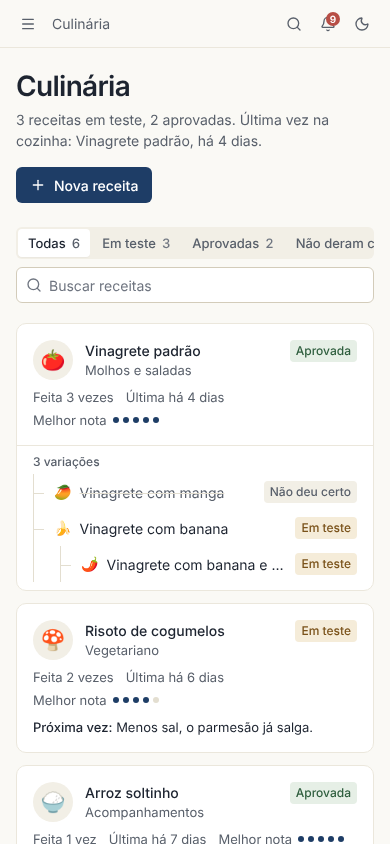 Culinária
9
Culinária
3 receitas em teste, 2 aprovadas. Última vez na
cozinha: Vinagrete padrão, há 4 dias.
+ Nova receita
Todas 6 Em teste 3 Aprovadas 2 Não deram c
Buscar receitas
Vinagrete padrão
Aprovada
Molhos e saladas
Feita 3 vezes Última há 4 dias
Melhor nota
3 variações
Vinagrete com manga Não deu certo
Vinagrete com banana Em teste
Vinagrete com banana e ... Em teste
Risoto de cogumelos
Em teste
Vegetariano
Feita 2 vezes Última há 6 dias
Melhor nota
Próxima vez: Menos sal, o parmesão já salga.
Arroz soltinho
Aprovada
Acompanhamentos
Feita 1 vez Última há 7 dias Melhor nota